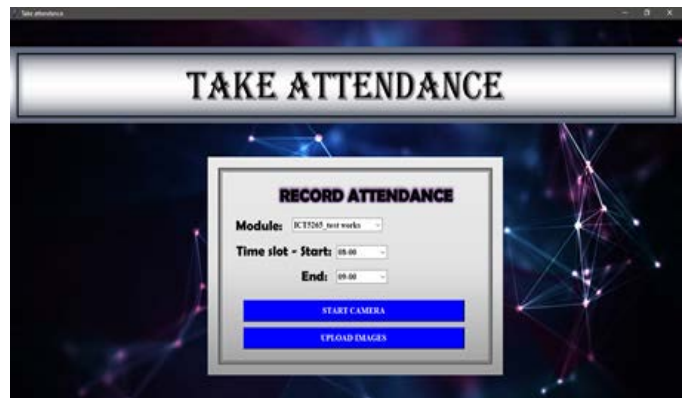 Take attendance
TAKE ATTENDANCE
RECORD ATTENDANCE
Module: ICT5265_test works
Time slot - Start: 08:00
End: 09:00
START CAMERA
UPLOAD IMAGES